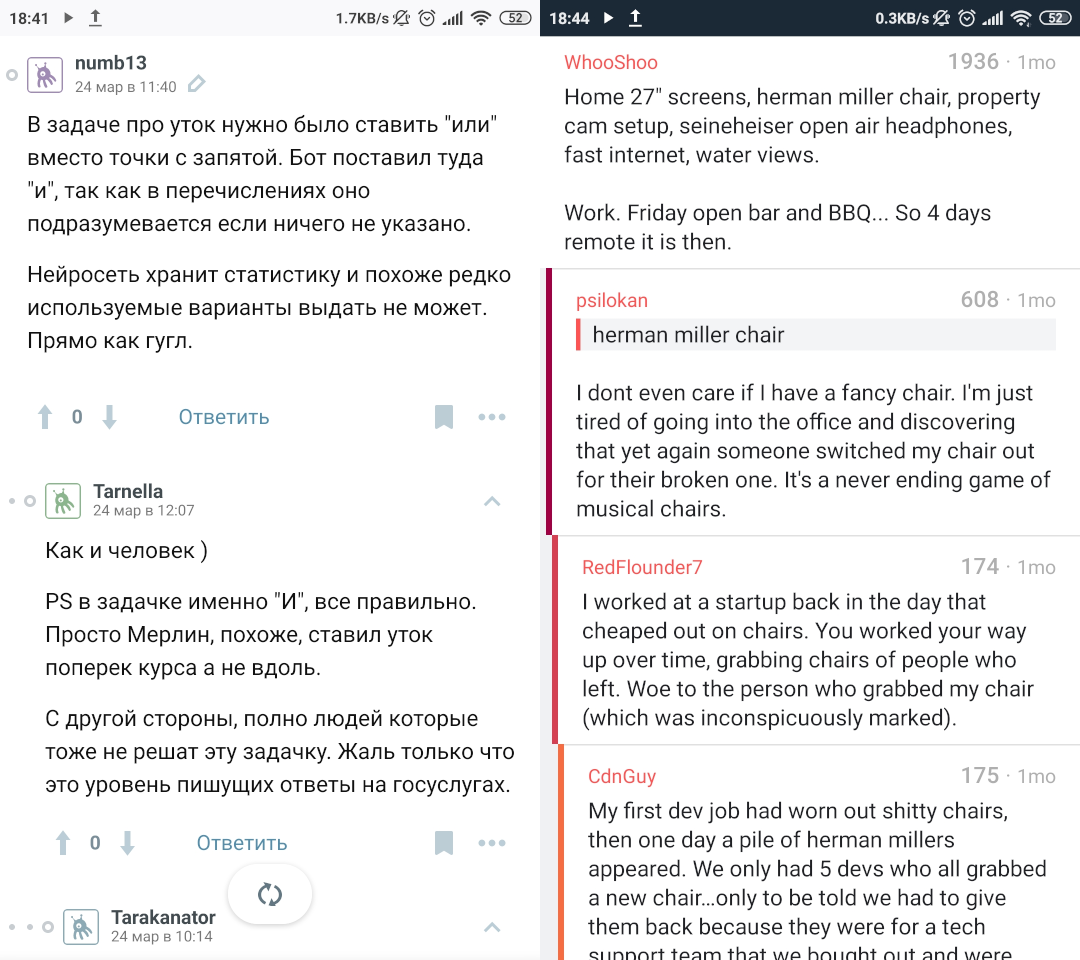 18:41
1.7KB/s
52
numb13
24 мар в 11:40
В задаче про уток нужно было ставить "или"
вместо точки с запятой. Бот поставил туда
"и", так как в перечислениях оно
подразумевается если ничего не указано.
Нейросеть хранит статистику и похоже редко
используемые варианты выдать не может.
Прямо как гугл.
0
Ответить
Tarnella
24 мар в 12:07
Как и человек )
PS в задачке именно "И", все правильно.
Просто Мерлин, похоже, ставил уток
поперек курса а не вдоль.
С другой стороны, полно людей которые
тоже не решат эту задачку. Жаль только что
это уровень пишущих ответы на госуслугах.
0
Ответить
Tarakanator
24 мар в 10:14
18:44
0.3KB/s
52
WhooShoo
1936 · 1mo
Home 27" screens, herman miller chair, property
cam setup, seineheiser open air headphones,
fast internet, water views.
Work. Friday open bar and BBQ... So 4 days
remote it is then.
psilokan
608 · 1mo
herman miller chair
I dont even care if I have a fancy chair. I'm just
tired of going into the office and discovering
that yet again someone switched my chair out
for their broken one. It's a never ending game of
musical chairs.
RedFlounder7
174 · 1mo
I worked at a startup back in the day that
cheaped out on chairs. You worked your way
up over time, grabbing chairs of people who
left. Woe to the person who grabbed my chair
(which was inconspicuously marked).
CdnGuy
175 · 1mo
My first dev job had worn out shitty chairs,
then one day a pile of herman millers
appeared. We only had 5 devs who all grabbed
a new chair...only to be told we had to give
them back because they were for a tech
support team that we bought out and were